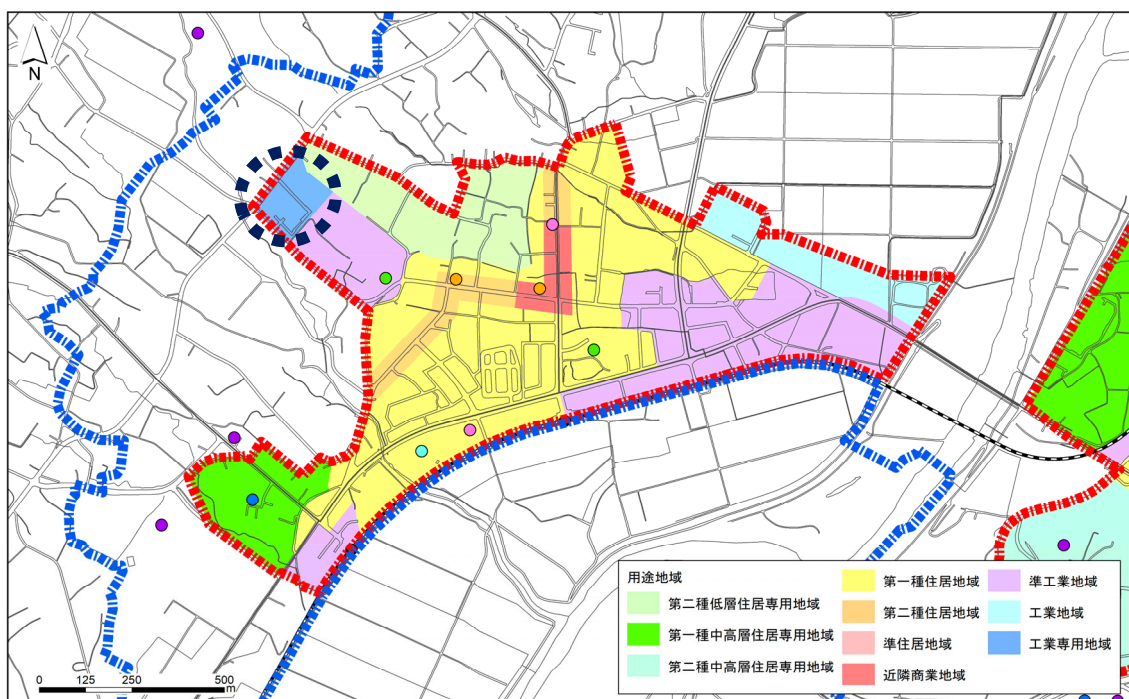 N
用途地域
第二種低層住居専用地域
第一種中高層住居専用地域
第二種中高層住居専用地域
第一種住居地域
第二種住居地域
準住居地域
近隣商業地域
準工業地域
工業地域
工業専用地域
0 125 250 500
m